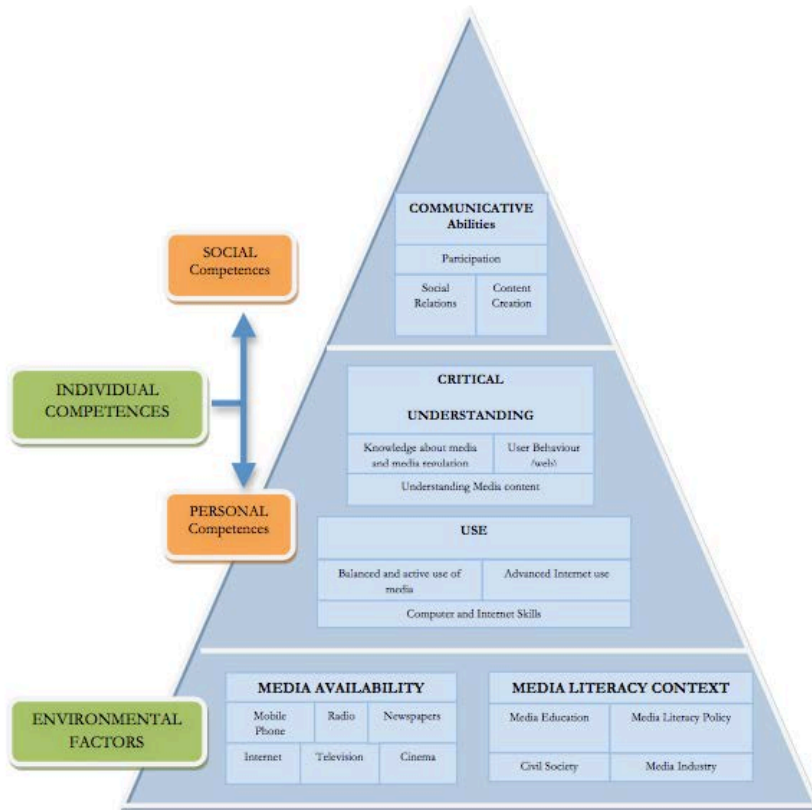 COMMUNICATIVE
Abilities
Participation
Social
Relations
Content
Creation
SOCIAL
Competences
INDIVIDUAL
COMPETENCES
PERSONAL
Competences
CRITICAL
UNDERSTANDING
Knowledge about media
and media regulation
User Behaviour
(web)
Understanding Media content
USE
Balanced and active use of
media
Advanced Internet use
Computer and Internet Skills
ENVIRONMENTAL
FACTORS
MEDIA AVAILABILITY
Mobile
Phone
Radio
Newspapers
Internet
Television
Cinema
MEDIA LITERACY CONTEXT
Media Education
Media Literacy Policy
Civil Society
Media Industry